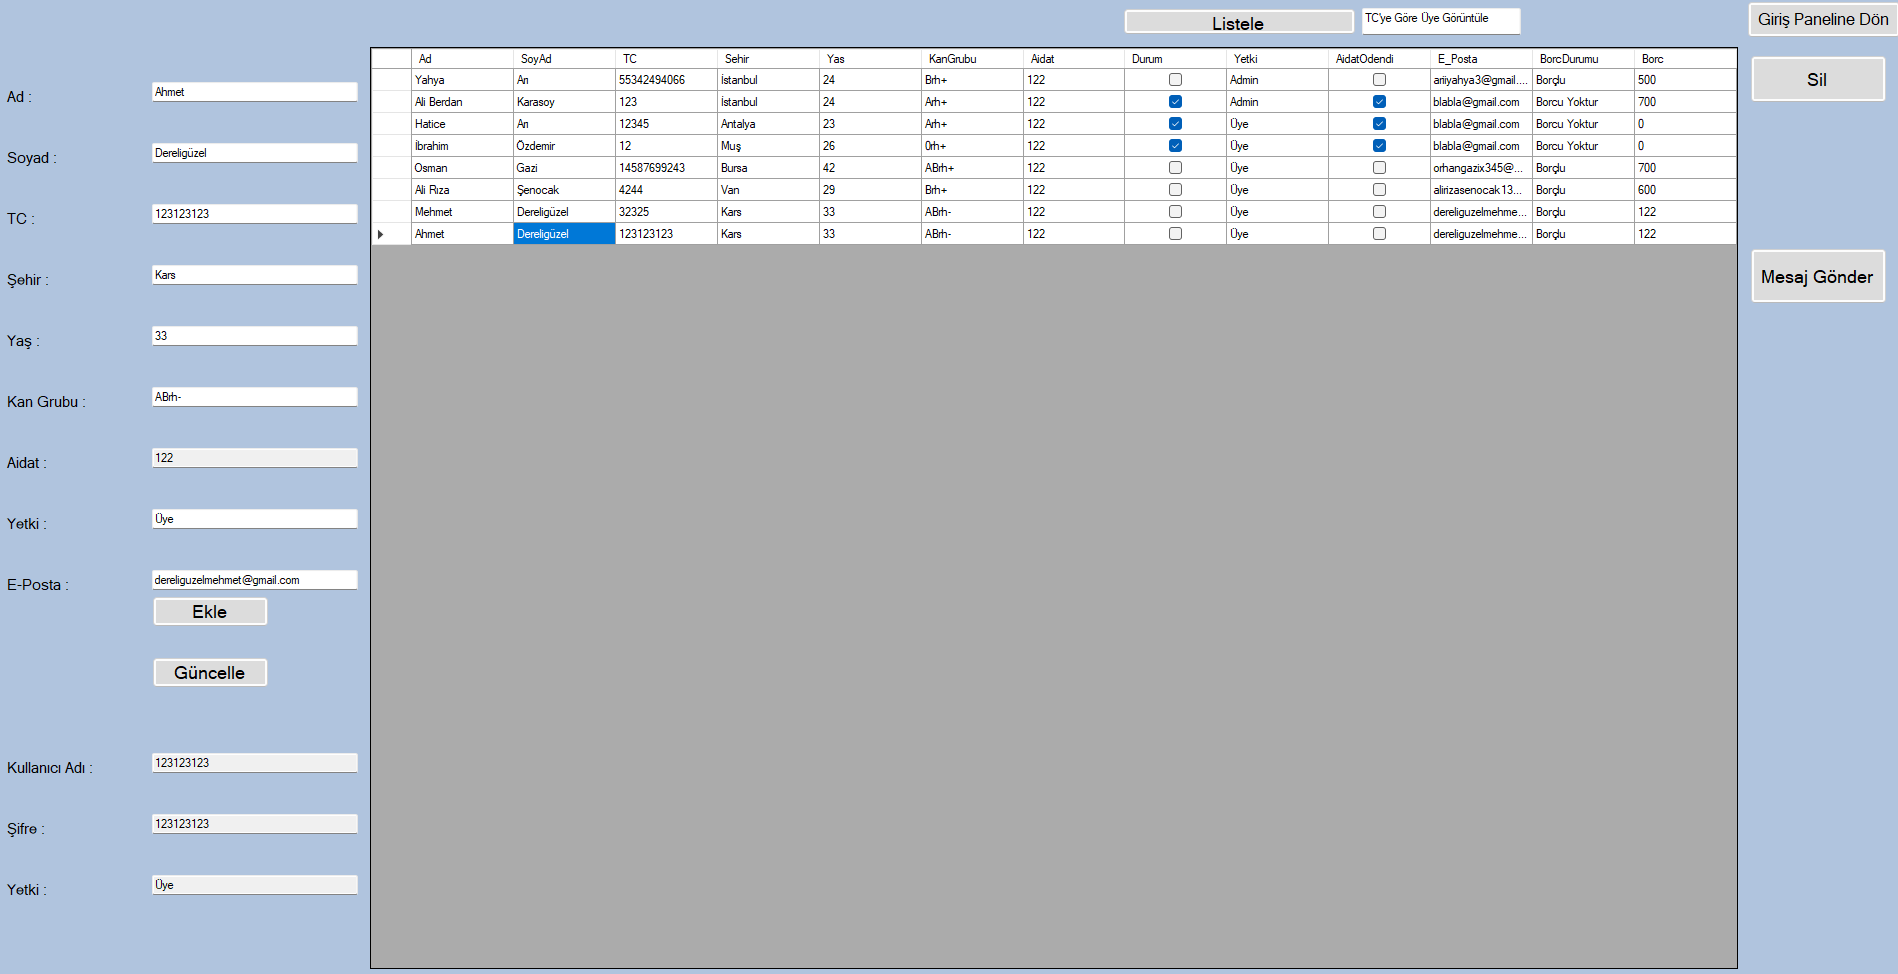 Listele TC'ye Göre Üye Görüntüle Giriş Paneline Dön
Ad : Ahmet
Soyad : Dereligüzel
TC : 123123123
Şehir : Kars
Yaş : 33
Kan Grubu : ABrh-
Aidat : 122
Yetki : Üye
E-Posta : dereliguzelmehmet@gmail.com
Ekle
Güncelle
Kullanıcı Adı : 123123123
Şifre : 123123123
Yetki : Üye
Ad SoyAd TC Sehir Yas KanGrubu Aidat Durum Yetki AidatOdendi E_Posta BorcDurumu Borc
Yahya Arı 55342494066 İstanbul 24 Brh+ 122 Admin ariiyahya3@gmail.... Borçlu 500
Ali Berdan Karasoy 123 İstanbul 24 Arh+ 122 Admin blabla@gmail.com Borcu Yoktur 700
Hatice Arı 12345 Antalya 23 Arh+ 122 Üye blabla@gmail.com Borcu Yoktur 0
İbrahim Özdemir 12 Muş 26 0rh+ 122 Üye blabla@gmail.com Borcu Yoktur 0
Osman Gazi 14587699243 Bursa 42 ABrh+ 122 Üye orhangazix345@... Borçlu 700
Ali Rıza Şenocak 4244 Van 29 Brh+ 122 Üye alirizasenocak13... Borçlu 600
Mehmet Dereligüzel 32325 Kars 33 ABrh- 122 Üye dereliguzelmehme... Borçlu 122
Ahmet Dereligüzel 123123123 Kars 33 ABrh- 122 Üye dereliguzelmehme... Borçlu 122
Sil
Mesaj Gönder